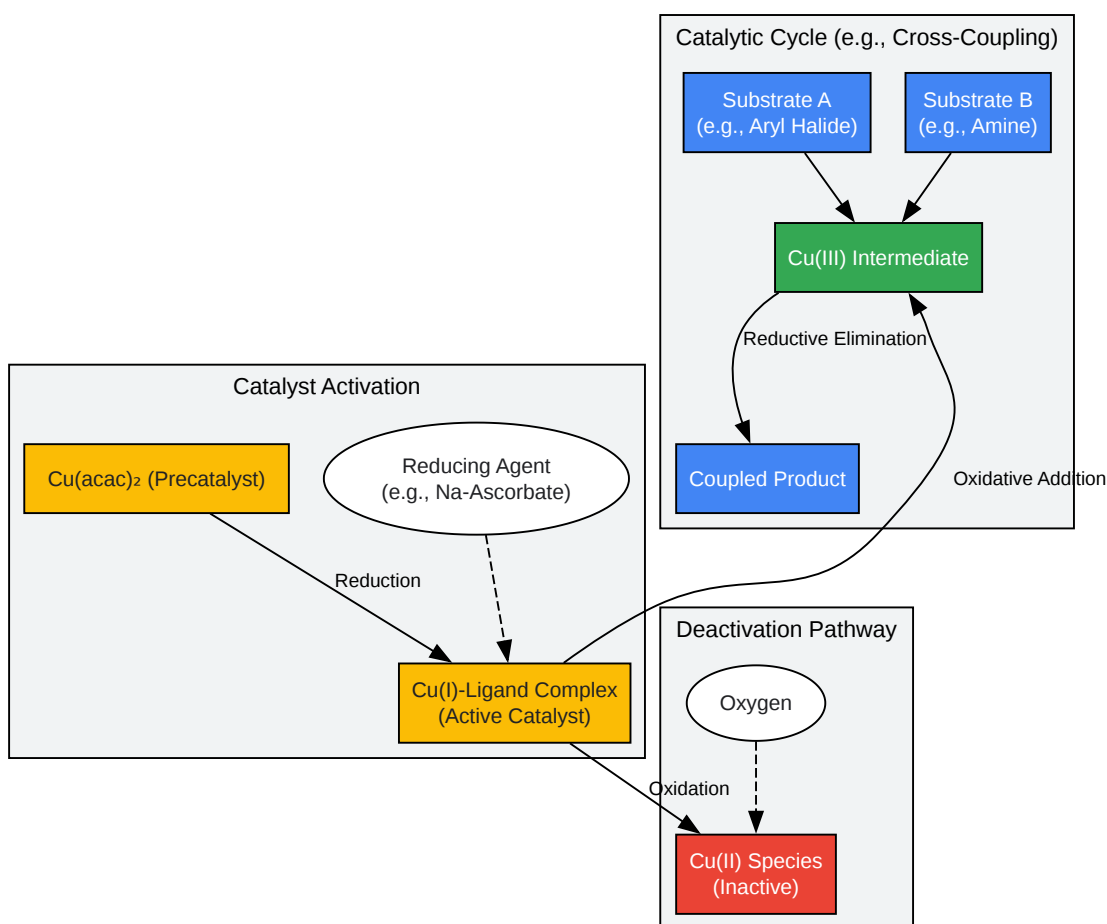 Catalytic Cycle (e.g., Cross-Coupling)
Substrate A
(e.g., Aryl Halide)
Substrate B
(e.g., Amine)
Cu(III) Intermediate
Reductive Elimination
Coupled Product
Oxidative Addition
Catalyst Activation
Cu(acac)₂ (Precatalyst)
Reducing Agent
(e.g., Na-Ascorbate)
Reduction
Cu(I)-Ligand Complex
(Active Catalyst)
Deactivation Pathway
Oxygen
Oxidation
Cu(II) Species
(Inactive)